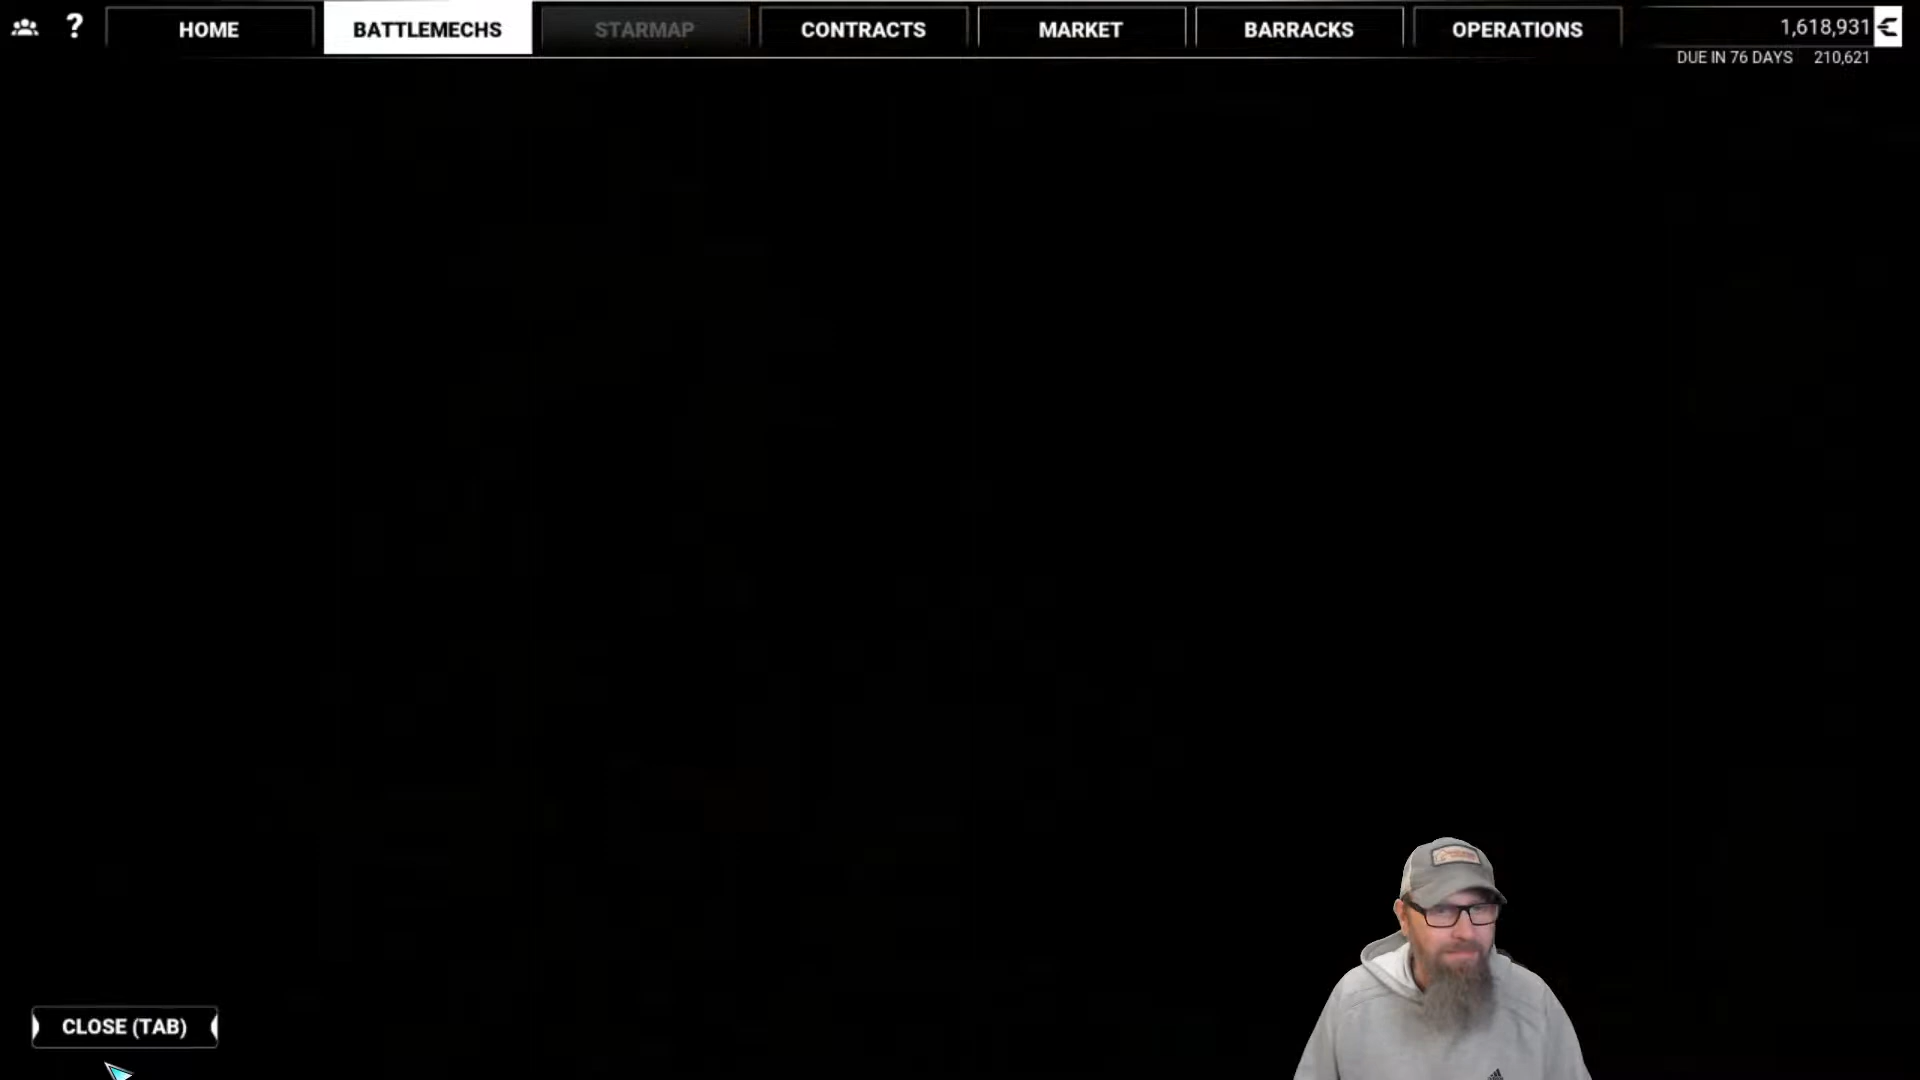 ?
HOME
BATTLEMECHS
STARMAP
CONTRACTS
MARKET
BARRACKS
OPERATIONS
1,618,931
DUE IN 76 DAYS 210,621
CLOSE (TAB)